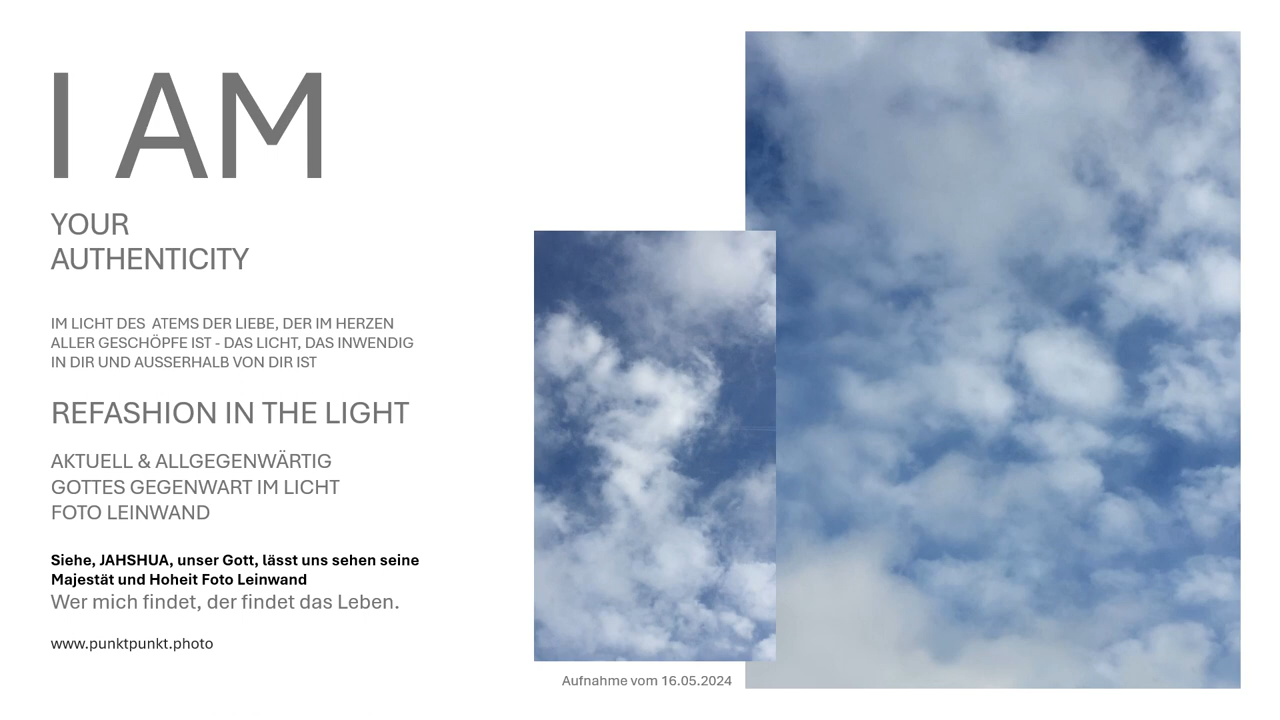 I AM
YOUR
AUTHENTICITY
IM LICHT DES  ATEMS DER LIEBE, DER IM HERZEN
ALLER GESCHÖPFE IST - DAS LICHT, DAS INWENDIG
IN DIR UND AUSSERHALB VON DIR IST
REFASHION IN THE LIGHT
AKTUELL & ALLGEGENWÄRTIG
GOTTES GEGENWART IM LICHT
FOTO LEINWAND
Siehe, JAHSHUA, unser Gott, lässt uns sehen seine
Majestät und Hoheit Foto Leinwand
Wer mich findet, der findet das Leben.
www.punktpunkt.photo
Aufnahme vom 16.05.2024